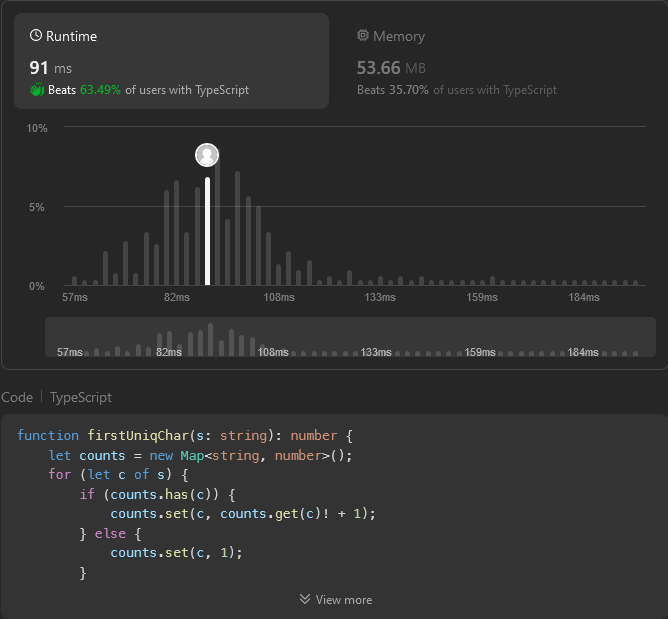 Runtime
91 ms
Beats 63.49% of users with TypeScript
Memory
53.66 MB
Beats 35.70% of users with TypeScript
10%
5%
0%
57ms 82ms 108ms 133ms 159ms 184ms
57ms 82ms 108ms 133ms 159ms 184ms
Code TypeScript
function firstUniqChar(s: string): number {
    let counts = new Map<string, number>();
    for (let c of s) {
        if (counts.has(c)) {
            counts.set(c, counts.get(c)! + 1);
        } else {
            counts.set(c, 1);
        }
View more